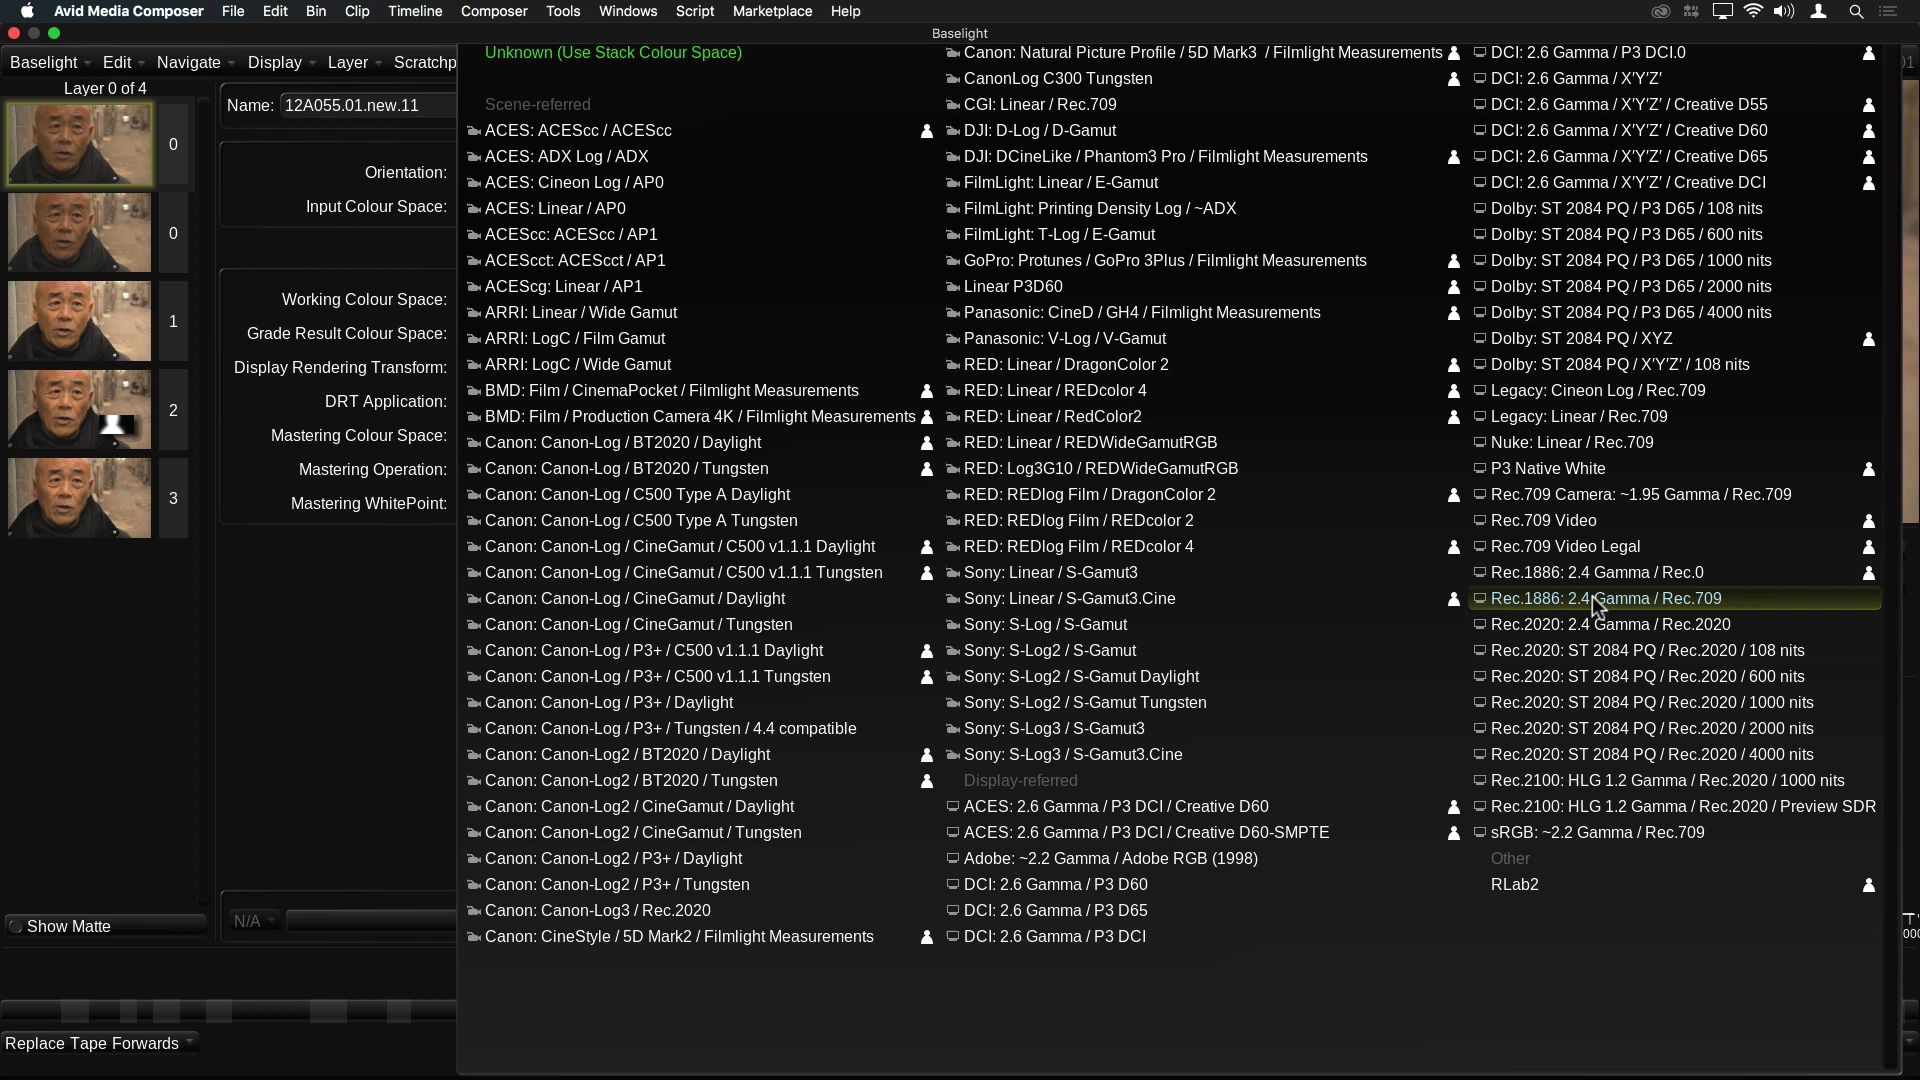 Avid Media Composer File Edit Bin Clip Timeline Composer Tools Windows Script Marketplace Help
Baselight
Baselight Edit Navigate Display Layer Scratchp
Layer 0 of 4
0
0
1
2
3
Show Matte
Replace Tape Forwards
Name: 12A055.01.new.11
Orientation:
Input Colour Space:
Working Colour Space:
Grade Result Colour Space:
Display Rendering Transform:
DRT Application:
Mastering Colour Space:
Mastering Operation:
Mastering WhitePoint:
N/A
Unknown (Use Stack Colour Space)
Scene-referred
ACES: ACEScc / ACEScc
ACES: ADX Log / ADX
ACES: Cineon Log / AP0
ACES: Linear / AP0
ACEScc: ACEScc / AP1
ACEScct: ACEScct / AP1
ACEScg: Linear / AP1
ARRI: Linear / Wide Gamut
ARRI: LogC / Film Gamut
ARRI: LogC / Wide Gamut
BMD: Film / CinemaPocket / Filmlight Measurements
BMD: Film / Production Camera 4K / Filmlight Measurements
Canon: Canon-Log / BT2020 / Daylight
Canon: Canon-Log / BT2020 / Tungsten
Canon: Canon-Log / C500 Type A Daylight
Canon: Canon-Log / C500 Type A Tungsten
Canon: Canon-Log / CineGamut / C500 v1.1.1 Daylight
Canon: Canon-Log / CineGamut / C500 v1.1.1 Tungsten
Canon: Canon-Log / CineGamut / Daylight
Canon: Canon-Log / CineGamut / Tungsten
Canon: Canon-Log / P3+ / C500 v1.1.1 Daylight
Canon: Canon-Log / P3+ / C500 v1.1.1 Tungsten
Canon: Canon-Log / P3+ / Daylight
Canon: Canon-Log / P3+ / Tungsten / 4.4 compatible
Canon: Canon-Log2 / BT2020 / Daylight
Canon: Canon-Log2 / BT2020 / Tungsten
Canon: Canon-Log2 / CineGamut / Daylight
Canon: Canon-Log2 / CineGamut / Tungsten
Canon: Canon-Log2 / P3+ / Daylight
Canon: Canon-Log2 / P3+ / Tungsten
Canon: Canon-Log3 / Rec.2020
Canon: CineStyle / 5D Mark2 / Filmlight Measurements
Canon: Natural Picture Profile / 5D Mark3 / Filmlight Measurements
CanonLog C300 Tungsten
CGI: Linear / Rec.709
DJI: D-Log / D-Gamut
DJI: DCineLike / Phantom3 Pro / Filmlight Measurements
FilmLight: Linear / E-Gamut
FilmLight: Printing Density Log / ~ADX
FilmLight: T-Log / E-Gamut
GoPro: Protunes / GoPro 3Plus / Filmlight Measurements
Linear P3D60
Panasonic: CineD / GH4 / Filmlight Measurements
Panasonic: V-Log / V-Gamut
RED: Linear / DragonColor 2
RED: Linear / REDcolor 4
RED: Linear / RedColor2
RED: Linear / REDWideGamutRGB
RED: Log3G10 / REDWideGamutRGB
RED: REDlog Film / DragonColor 2
RED: REDlog Film / REDcolor 2
RED: REDlog Film / REDcolor 4
Sony: Linear / S-Gamut3
Sony: Linear / S-Gamut3.Cine
Sony: S-Log / S-Gamut
Sony: S-Log2 / S-Gamut
Sony: S-Log2 / S-Gamut Daylight
Sony: S-Log2 / S-Gamut Tungsten
Sony: S-Log3 / S-Gamut3
Sony: S-Log3 / S-Gamut3.Cine
Display-referred
ACES: 2.6 Gamma / P3 DCI / Creative D60
ACES: 2.6 Gamma / P3 DCI / Creative D60-SMPTE
Adobe: ~2.2 Gamma / Adobe RGB (1998)
DCI: 2.6 Gamma / P3 D60
DCI: 2.6 Gamma / P3 D65
DCI: 2.6 Gamma / P3 DCI
DCI: 2.6 Gamma / P3 DCI.0
DCI: 2.6 Gamma / X'Y'Z'
DCI: 2.6 Gamma / X'Y'Z' / Creative D55
DCI: 2.6 Gamma / X'Y'Z' / Creative D60
DCI: 2.6 Gamma / X'Y'Z' / Creative D65
DCI: 2.6 Gamma / X'Y'Z' / Creative DCI
Dolby: ST 2084 PQ / P3 D65 / 108 nits
Dolby: ST 2084 PQ / P3 D65 / 600 nits
Dolby: ST 2084 PQ / P3 D65 / 1000 nits
Dolby: ST 2084 PQ / P3 D65 / 2000 nits
Dolby: ST 2084 PQ / P3 D65 / 4000 nits
Dolby: ST 2084 PQ / XYZ
Dolby: ST 2084 PQ / X'Y'Z' / 108 nits
Legacy: Cineon Log / Rec.709
Legacy: Linear / Rec.709
Nuke: Linear / Rec.709
P3 Native White
Rec.709 Camera: ~1.95 Gamma / Rec.709
Rec.709 Video
Rec.709 Video Legal
Rec.1886: 2.4 Gamma / Rec.0
Rec.1886: 2.4 Gamma / Rec.709
Rec.2020: 2.4 Gamma / Rec.2020
Rec.2020: ST 2084 PQ / Rec.2020 / 108 nits
Rec.2020: ST 2084 PQ / Rec.2020 / 600 nits
Rec.2020: ST 2084 PQ / Rec.2020 / 1000 nits
Rec.2020: ST 2084 PQ / Rec.2020 / 2000 nits
Rec.2020: ST 2084 PQ / Rec.2020 / 4000 nits
Rec.2100: HLG 1.2 Gamma / Rec.2020 / 1000 nits
Rec.2100: HLG 1.2 Gamma / Rec.2020 / Preview SDR
sRGB: ~2.2 Gamma / Rec.709
Other
RLab2